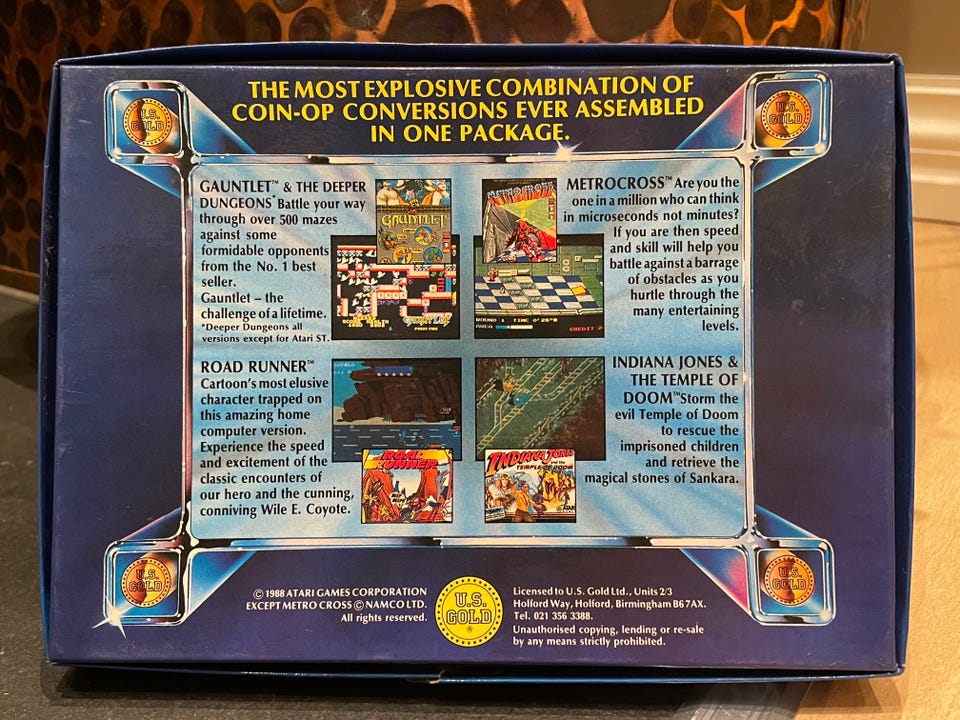 THE MOST EXPLOSIVE COMBINATION OF
COIN-OP CONVERSIONS EVER ASSEMBLED
IN ONE PACKAGE.
U.S.
GOLD
U.S.
GOLD
GAUNTLET™ & THE DEEPER
DUNGEONS* Battle your way
through over 500 mazes
against some
formidable opponents
from the No. 1 best
seller.
Gauntlet – the
challenge of a lifetime.
*Deeper Dungeons all
versions except for Atari ST.
GAUNTLET
METROCROSS
METROCROSS™ Are you the
one in a million who can think
in microseconds not minutes?
If you are then speed
and skill will help you
battle against a barrage
of obstacles as you
hurtle through the
many entertaining
levels.
ROUND 1 TIME 0'25"8
AREA
CREDIT 2
ROAD RUNNER™
Cartoon's most elusive
character trapped on
this amazing home
computer version.
Experience the speed
and excitement of the
classic encounters of
our hero and the cunning,
conniving Wile E. Coyote.
ROAD
RUNNER
INDIANA JONES
and the
TEMPLE OF DOOM
INDIANA JONES &
THE TEMPLE OF
DOOM™ Storm the
evil Temple of Doom
to rescue the
imprisoned children
and retrieve the
magical stones of Sankara.
U.S.
GOLD
U.S.
GOLD
© 1988 ATARI GAMES CORPORATION
EXCEPT METRO CROSS © NAMCO LTD.
All rights reserved.
U.S.
GOLD
®
Licensed to U.S. Gold Ltd., Units 2/3
Holford Way, Holford, Birmingham B6 7AX.
Tel. 021 356 3388.
Unauthorised copying, lending or re-sale
by any means strictly prohibited.